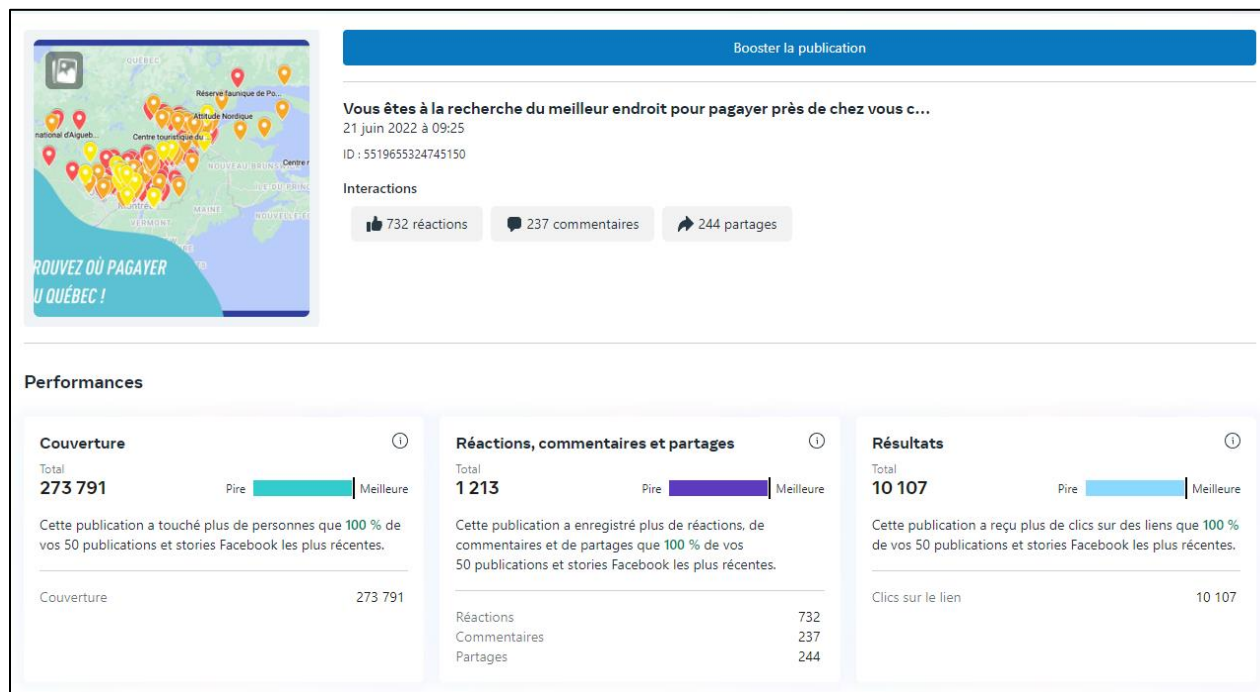 QUÉBEC
Réserve faunique de Po...
Attitude Nordique
national d'Aigueb...
Centre touristique du
NOUVEAU-BRUNS
Centre r
MAINE
VERMONT
ROUVEZ OÙ PAGAYER
U QUÉBEC !
Booster la publication
Vous êtes à la recherche du meilleur endroit pour pagayer près de chez vous c...
21 juin 2022 à 09:25
ID : 5519655324745150
Interactions
732 réactions 237 commentaires 244 partages
Performances
Couverture
Total
273 791
Pire Meilleure
Cette publication a touché plus de personnes que 100 % de
vos 50 publications et stories Facebook les plus récentes.
Couverture 273 791
Réactions, commentaires et partages
Total
1 213
Pire Meilleure
Cette publication a enregistré plus de réactions, de
commentaires et de partages que 100 % de vos
50 publications et stories Facebook les plus récentes.
Réactions 732
Commentaires 237
Partages 244
Résultats
Total
10 107
Pire Meilleure
Cette publication a reçu plus de clics sur des liens que 100 %
de vos 50 publications et stories Facebook les plus récentes.
Clics sur le lien 10 107